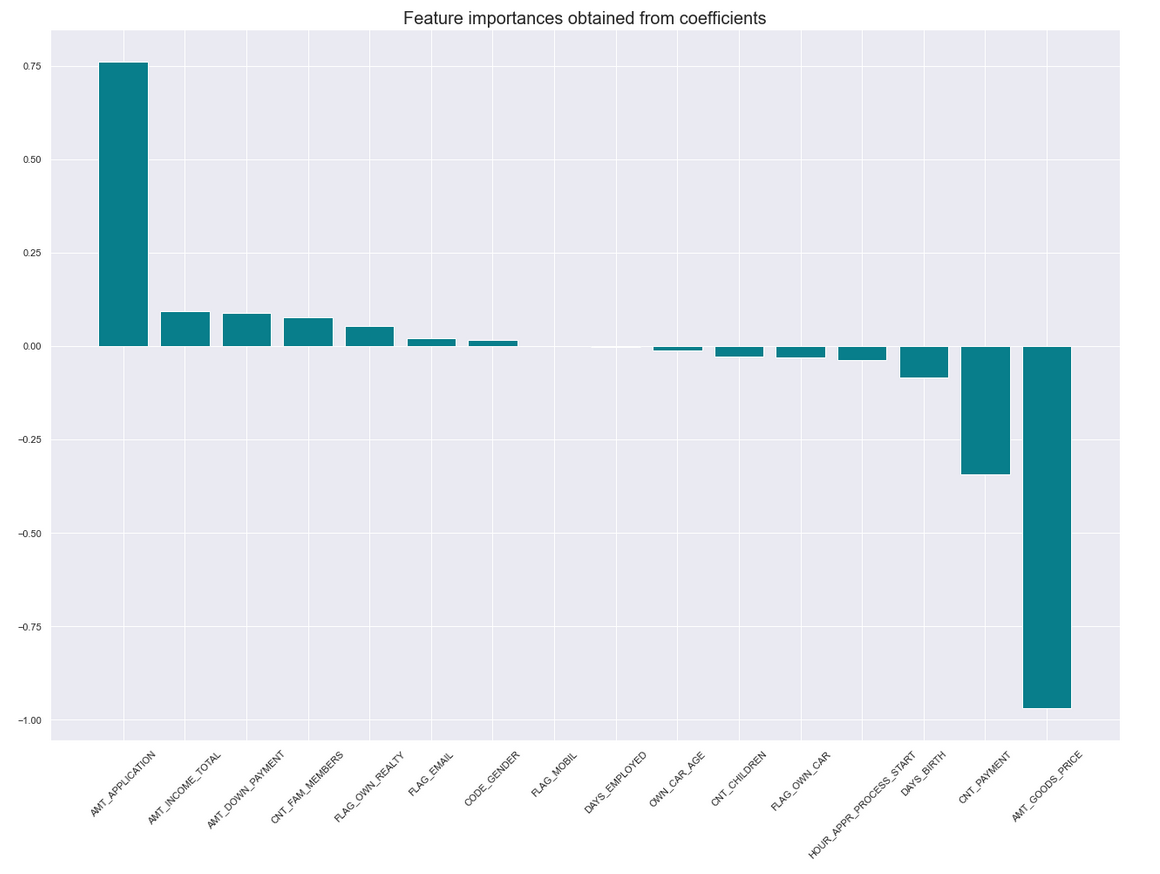 Feature importances obtained from coefficients
0.75
0.50
0.25
0.00
−0.25
−0.50
−0.75
−1.00
AMT_APPLICATION
AMT_INCOME_TOTAL
AMT_DOWN_PAYMENT
CNT_FAM_MEMBERS
FLAG_OWN_REALTY
FLAG_EMAIL
CODE_GENDER
FLAG_MOBIL
DAYS_EMPLOYED
OWN_CAR_AGE
CNT_CHILDREN
FLAG_OWN_CAR
HOUR_APPR_PROCESS_START
DAYS_BIRTH
CNT_PAYMENT
AMT_GOODS_PRICE